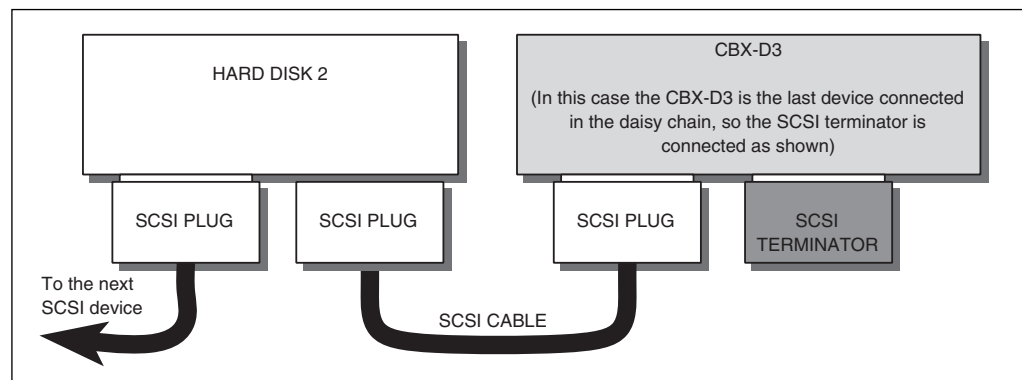 HARD DISK 2
CBX-D3
(In this case the CBX-D3 is the last device connected
in the daisy chain, so the SCSI terminator is
connected as shown)
SCSI PLUG
SCSI PLUG
SCSI PLUG
SCSI
TERMINATOR
To the next
SCSI device
SCSI CABLE